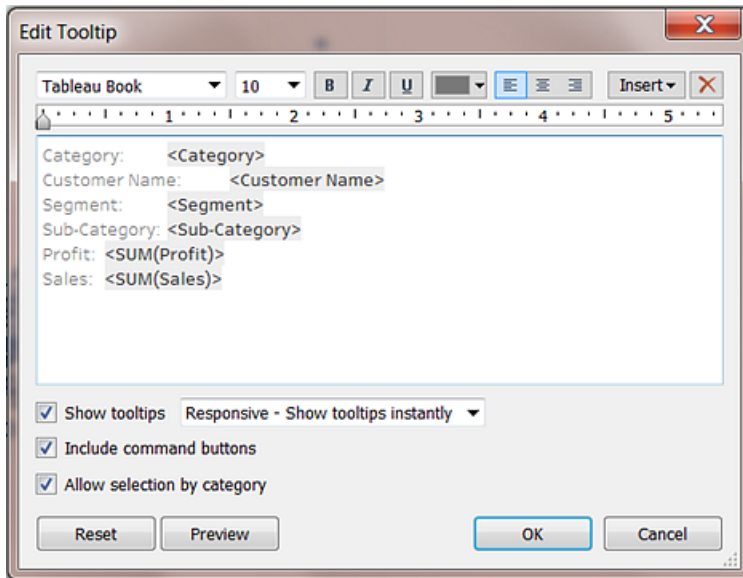 Edit Tooltip
Tableau Book 10 B I U Insert
1 2 3 4 5
Category: <Category>
Customer Name: <Customer Name>
Segment: <Segment>
Sub-Category: <Sub-Category>
Profit: <SUM(Profit)>
Sales: <SUM(Sales)>
Show tooltips Responsive - Show tooltips instantly
Include command buttons
Allow selection by category
Reset Preview OK Cancel